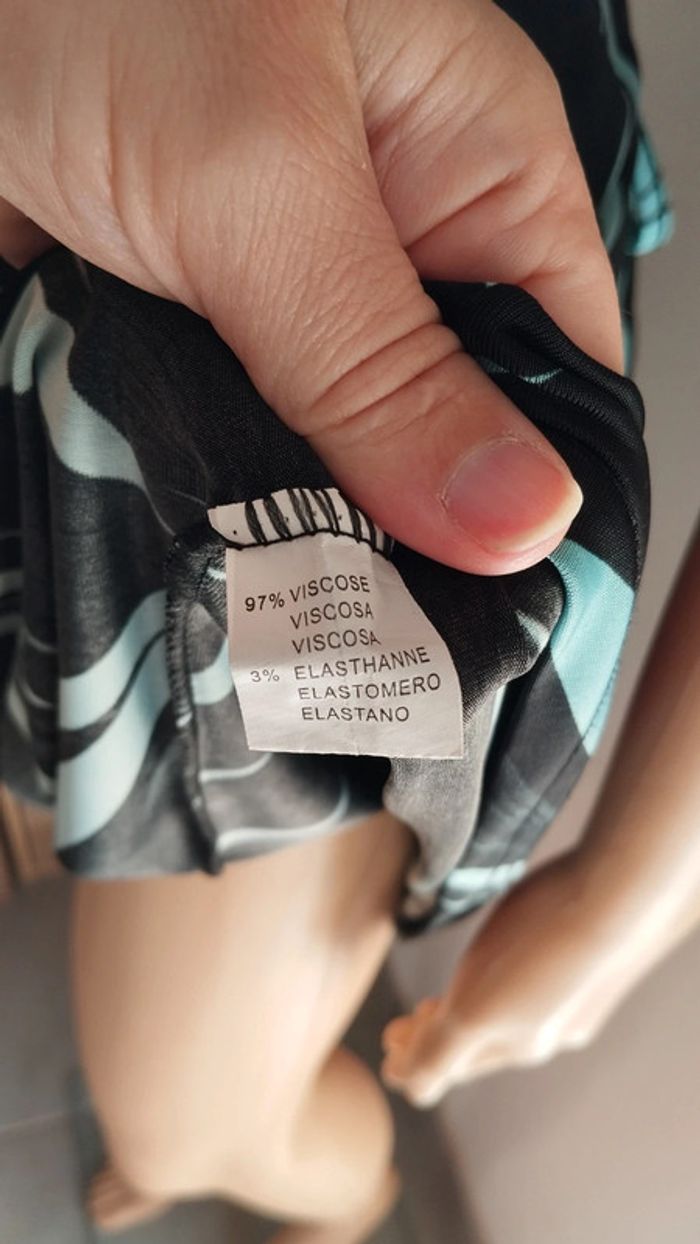 97% VISCOSE
VISCOSA
VISCOSA
3% ELASTHANNE
ELASTOMERO
ELASTANO